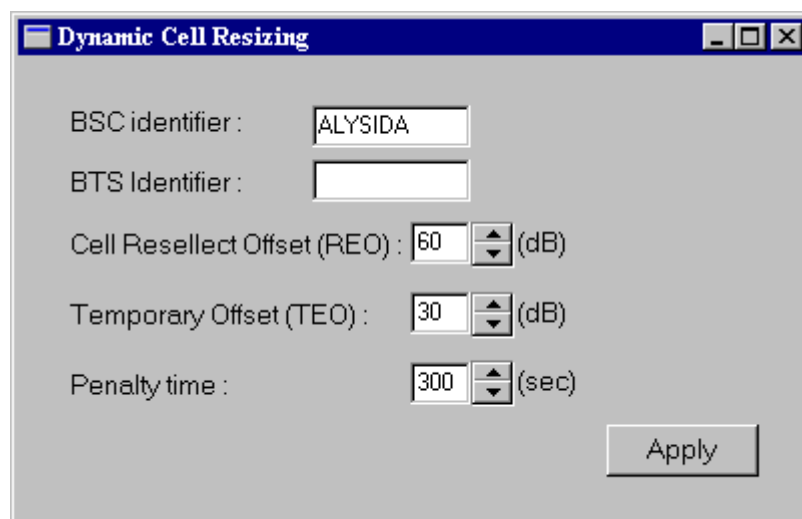 Dynamic Cell Resizing
BSC identifier : ALYSIDA
BTS Identifier :
Cell Resellect Offset (REO) : 60 (dB)
Temporary Offset (TEO) : 30 (dB)
Penalty time : 300 (sec)
Apply